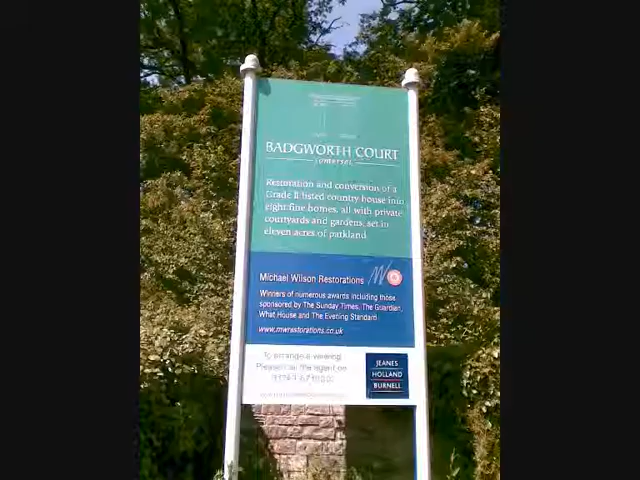 BADGWORTH COURT
Somerset
Restoration and conversion of a
Grade II listed country house into
eight fine homes, all with private
courtyards and gardens, set in
eleven acres of parkland
Michael Wilson Restorations
Winners of numerous awards including those
sponsored by The Sunday Times, The Guardian,
What House and The Evening Standard
www.mwrestorations.co.uk
To arrange a viewing
Please call the agent on
JEANES
HOLLAND
BURNELL